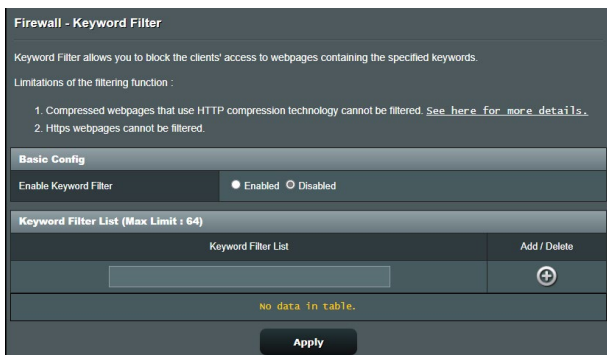 Firewall - Keyword Filter
Keyword Filter allows you to block the clients' access to webpages containing the specified keywords.
Limitations of the filtering function :
1. Compressed webpages that use HTTP compression technology cannot be filtered. See here for more details.
2. Https webpages cannot be filtered.
Basic Config
Enable Keyword Filter Enabled Disabled
Keyword Filter List (Max Limit : 64)
Keyword Filter List Add / Delete
No data in table.
Apply